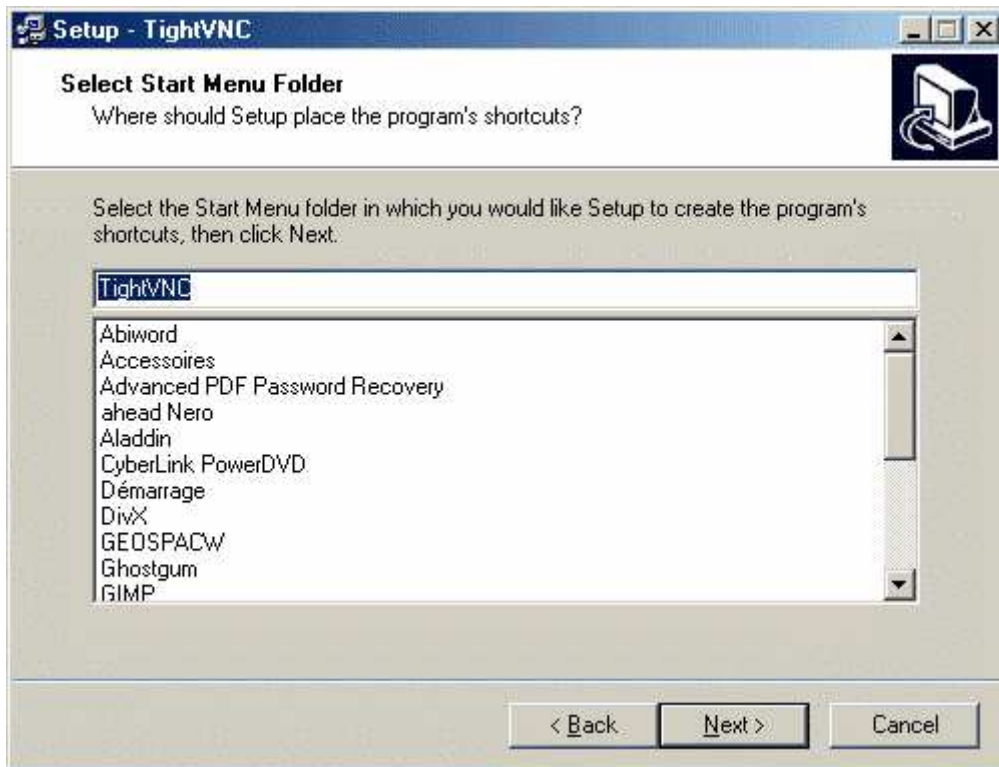 Setup - TightVNC
Select Start Menu Folder
Where should Setup place the program's shortcuts?
Select the Start Menu folder in which you would like Setup to create the program's
shortcuts, then click Next.
TightVNC
Abiword
Accessoires
Advanced PDF Password Recovery
ahead Nero
Aladdin
CyberLink PowerDVD
Démarrage
DivX
GEOSPACW
Ghostgum
GIMP
< Back
Next >
Cancel